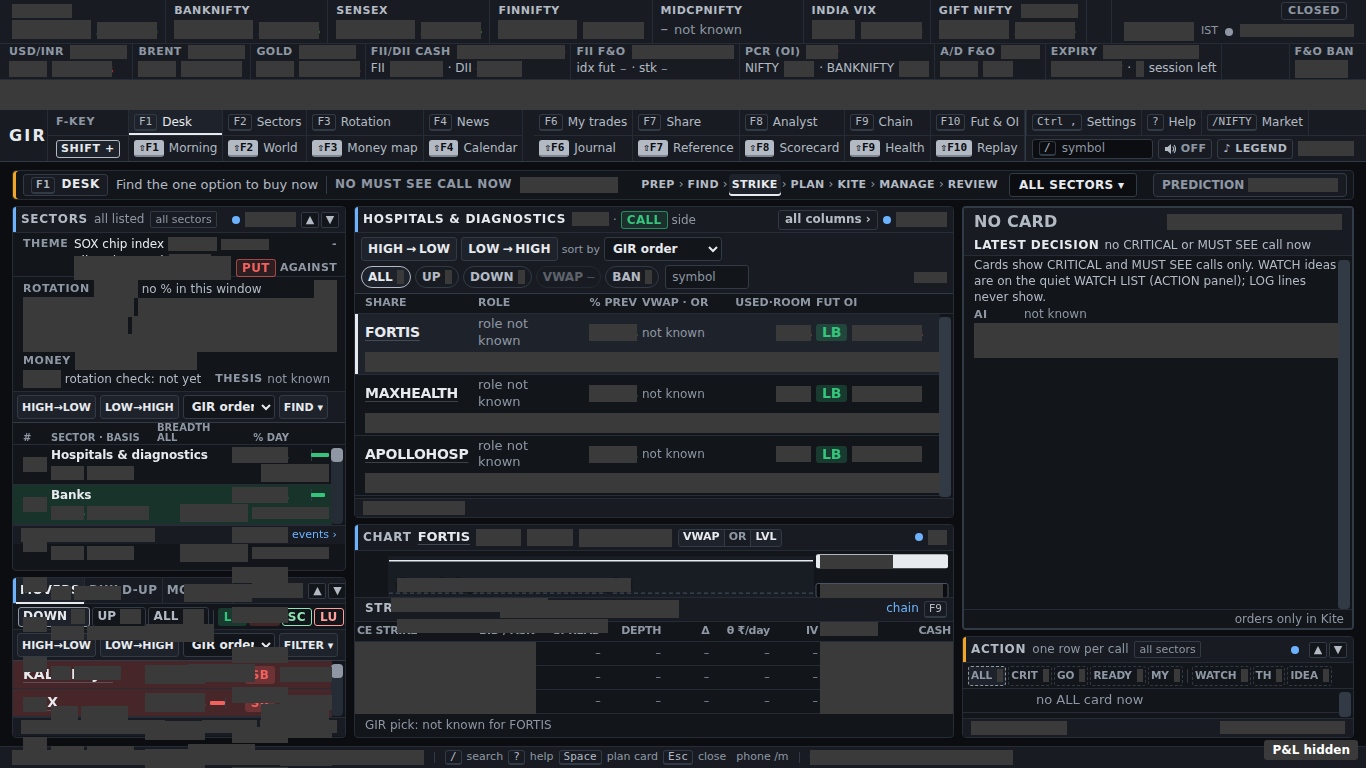 BANKNIFTY SENSEX FINNIFTY MIDCPNIFTY INDIA VIX GIFT NIFTY CLOSED
– not known IST
USD/INR BRENT GOLD FII/DII CASH FII F&O PCR (OI) A/D F&O EXPIRY F&O BAN
FII · DII idx fut – · stk – NIFTY · BANKNIFTY · session left
GIR F-KEY F1 Desk F2 Sectors F3 Rotation F4 News F6 My trades F7 Share F8 Analyst F9 Chain F10 Fut & OI Ctrl , Settings ? Help /NIFTY Market
SHIFT + ⇧F1 Morning ⇧F2 World ⇧F3 Money map ⇧F4 Calendar ⇧F6 Journal ⇧F7 Reference ⇧F8 Scorecard ⇧F9 Health ⇧F10 Replay / symbol OFF ♪ LEGEND
F1 DESK Find the one option to buy now NO MUST SEE CALL NOW PREP › FIND › STRIKE › PLAN › KITE › MANAGE › REVIEW ALL SECTORS ▾ PREDICTION
SECTORS all listed all sectors ▲ ▼
THEME SOX chip index -
PUT AGAINST
ROTATION no % in this window
MONEY
rotation check: not yet THESIS not known
HIGH→LOW LOW→HIGH GIR order FIND ▾
# SECTOR · BASIS BREADTH ALL % DAY
Hospitals & diagnostics
Banks
events ›
DOWN UP ALL SC LU
HIGH→LOW LOW→HIGH GIR order FILTER ▾
HOSPITALS & DIAGNOSTICS · CALL side all columns ›
HIGH → LOW LOW → HIGH sort by GIR order
ALL UP DOWN VWAP – BAN symbol
SHARE ROLE % PREV VWAP · OR USED·ROOM FUT OI
FORTIS role not known not known LB
MAXHEALTH role not known not known LB
APOLLOHOSP role not known not known LB
CHART FORTIS VWAP OR LVL
chain F9
DEPTH Δ θ ₹/day IV CASH
– – – –
– – – –
– – – –
GIR pick: not known for FORTIS
NO CARD
LATEST DECISION no CRITICAL or MUST SEE call now
Cards show CRITICAL and MUST SEE calls only. WATCH ideas
are on the quiet WATCH LIST (ACTION panel); LOG lines
never show.
AI not known
orders only in Kite
ACTION one row per call all sectors ▲ ▼
ALL CRIT GO READY MY WATCH TH IDEA
no ALL card now
P&L hidden
/ search ? help Space plan card Esc close phone /m